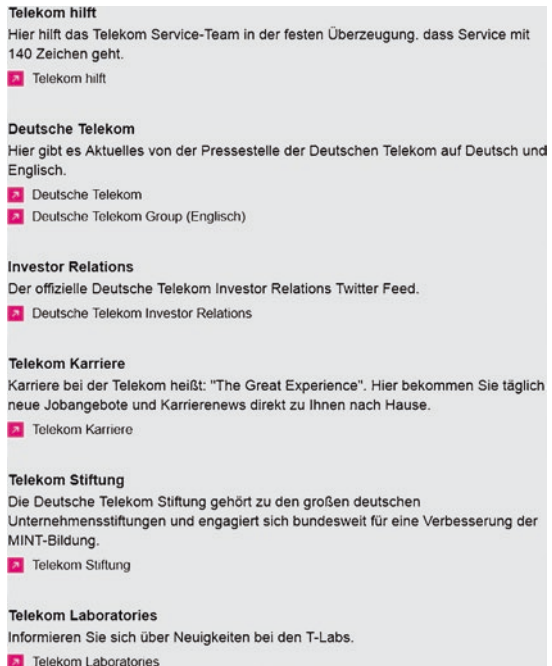 Telekom hilft
Hier hilft das Telekom Service-Team in der festen Überzeugung. dass Service mit
140 Zeichen geht.
Telekom hilft
Deutsche Telekom
Hier gibt es Aktuelles von der Pressestelle der Deutschen Telekom auf Deutsch und
Englisch.
Deutsche Telekom
Deutsche Telekom Group (Englisch)
Investor Relations
Der offizielle Deutsche Telekom Investor Relations Twitter Feed.
Deutsche Telekom Investor Relations
Telekom Karriere
Karriere bei der Telekom heißt: "The Great Experience". Hier bekommen Sie täglich
neue Jobangebote und Karrierenews direkt zu Ihnen nach Hause.
Telekom Karriere
Telekom Stiftung
Die Deutsche Telekom Stiftung gehört zu den großen deutschen
Unternehmensstiftungen und engagiert sich bundesweit für eine Verbesserung der
MINT-Bildung.
Telekom Stiftung
Telekom Laboratories
Informieren Sie sich über Neuigkeiten bei den T-Labs.
Telekom Laboratories